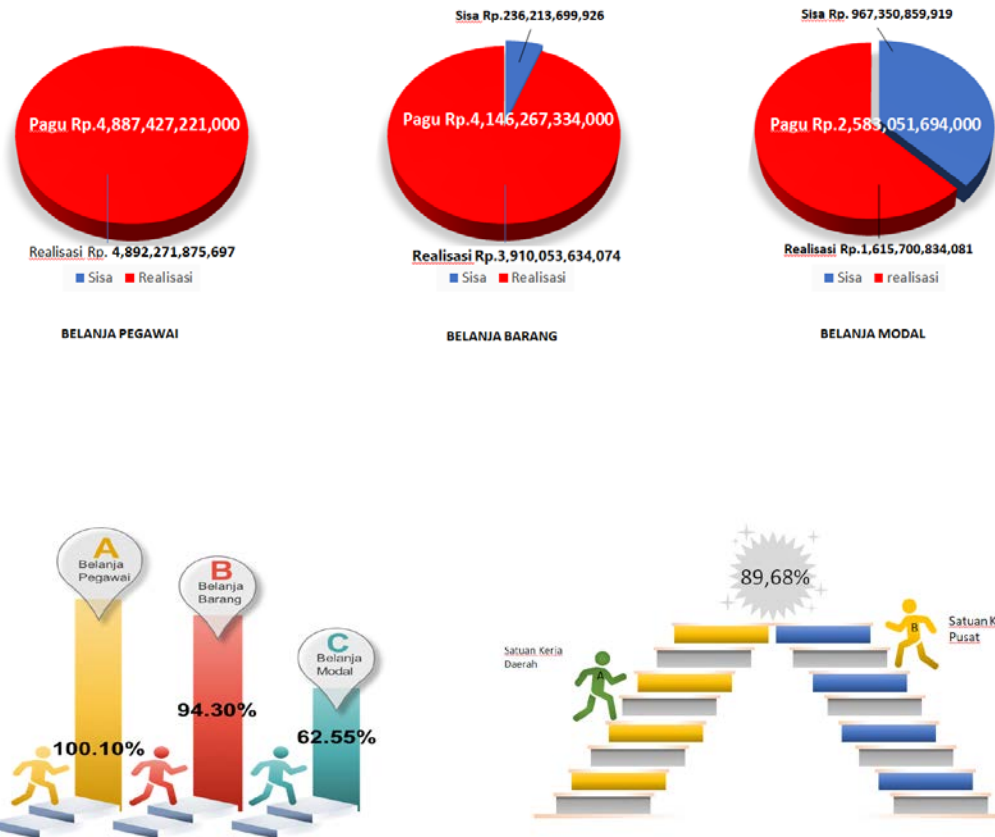 Sisa Rp.236,213,699,926
Sisa Rp. 967,350,859,919
Pagu Rp.4,887,427,221,000
Pagu Rp.4,146,267,334,000
Pagu Rp.2,583,051,694,000
Realisasi Rp. 4,892,271,875,697
Realisasi Rp.3,910,053,634,074
Realisasi Rp.1,615,700,834,081
Sisa Realisasi
Sisa Realisasi
Sisa realisasi
BELANJA PEGAWAI
BELANJA BARANG
BELANJA MODAL
A
Belanja
Pegawai
B
Belanja
Barang
C
Belanja
Modal
100.10%
94.30%
62.55%
89,68%
Satuan Kerja
Daerah
A
B
Satuan K
Pusat